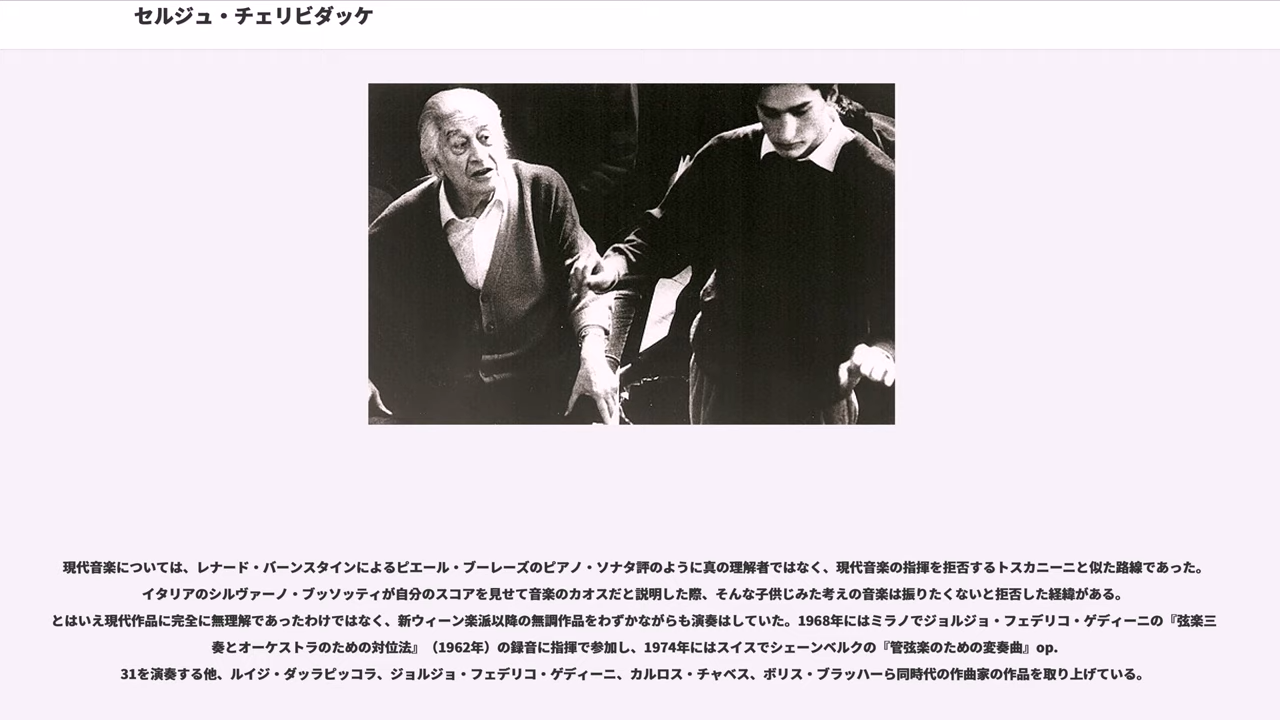 セルジュ・チェリビダッケ
現代音楽については、レナード・バーンスタインによるピエール・ブーレーズのピアノ・ソナタ評のように真の理解者ではなく、現代音楽の指揮を拒否するトスカニーニと似た路線であった。
イタリアのシルヴァーノ・ブッソッティが自分のスコアを見せて音楽のカオスだと説明した際、そんな子供じみた考えの音楽は振りたくないと拒否した経緯がある。
とはいえ現代作品に完全に無理解であったわけではなく、新ウィーン楽派以降の無調作品をわずかながらも演奏はしていた。1968年にはミラノでジョルジョ・フェデリコ・ゲディーニの『弦楽三
奏とオーケストラのための対位法』（1962年）の録音に指揮で参加し、1974年にはスイスでシェーンベルクの『管弦楽のための変奏曲』op.
31を演奏する他、ルイジ・ダッラピッコラ、ジョルジョ・フェデリコ・ゲディーニ、カルロス・チャベス、ボリス・ブラッハーら同時代の作曲家の作品を取り上げている。